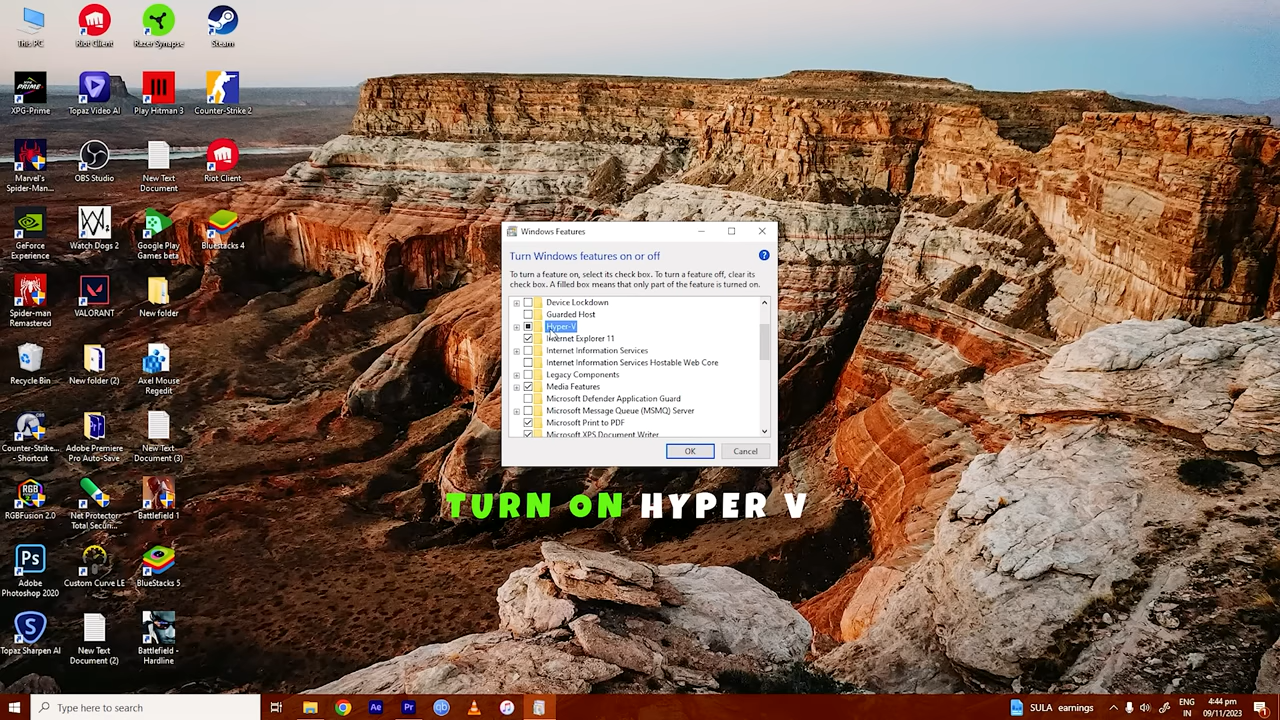 This PC
Riot Client
Razer Synapse
Steam
XPG-Prime
Topaz Video AI
Play Hitman 3
Counter-Strike 2
Marvel's
Spider-Man...
OBS Studio
New Text
Document
Riot Client
GeForce
Experience
Watch Dogs 2
Google Play
Games beta
Bluestacks 4
Spider-man
Remastered
VALORANT
New folder
Recycle Bin
New folder (2)
Axel Mouse
Regedit
Counter-Strike...
- Shortcut
Adobe Premiere
Pro Auto-Save
New Text
Document (3)
RGBFusion 2.0
Net Protector
Total Securi...
Battlefield 1
Adobe
Photoshop 2020
Custom Curve LE
BlueStacks 5
Topaz Sharpen AI
New Text
Document (2)
Battlefield -
Hardline
Windows Features
Turn Windows features on or off
To turn a feature on, select its check box. To turn a feature off, clear its
check box. A filled box means that only part of the feature is turned on.
Device Lockdown
Guarded Host
Hyper-V
Internet Explorer 11
Internet Information Services
Internet Information Services Hostable Web Core
Legacy Components
Media Features
Microsoft Defender Application Guard
Microsoft Message Queue (MSMQ) Server
Microsoft Print to PDF
Microsoft XPS Document Writer
OK
Cancel
TURN ON HYPER V
Type here to search
SULA earnings
ENG
IN
4:44 pm
09/11/2023